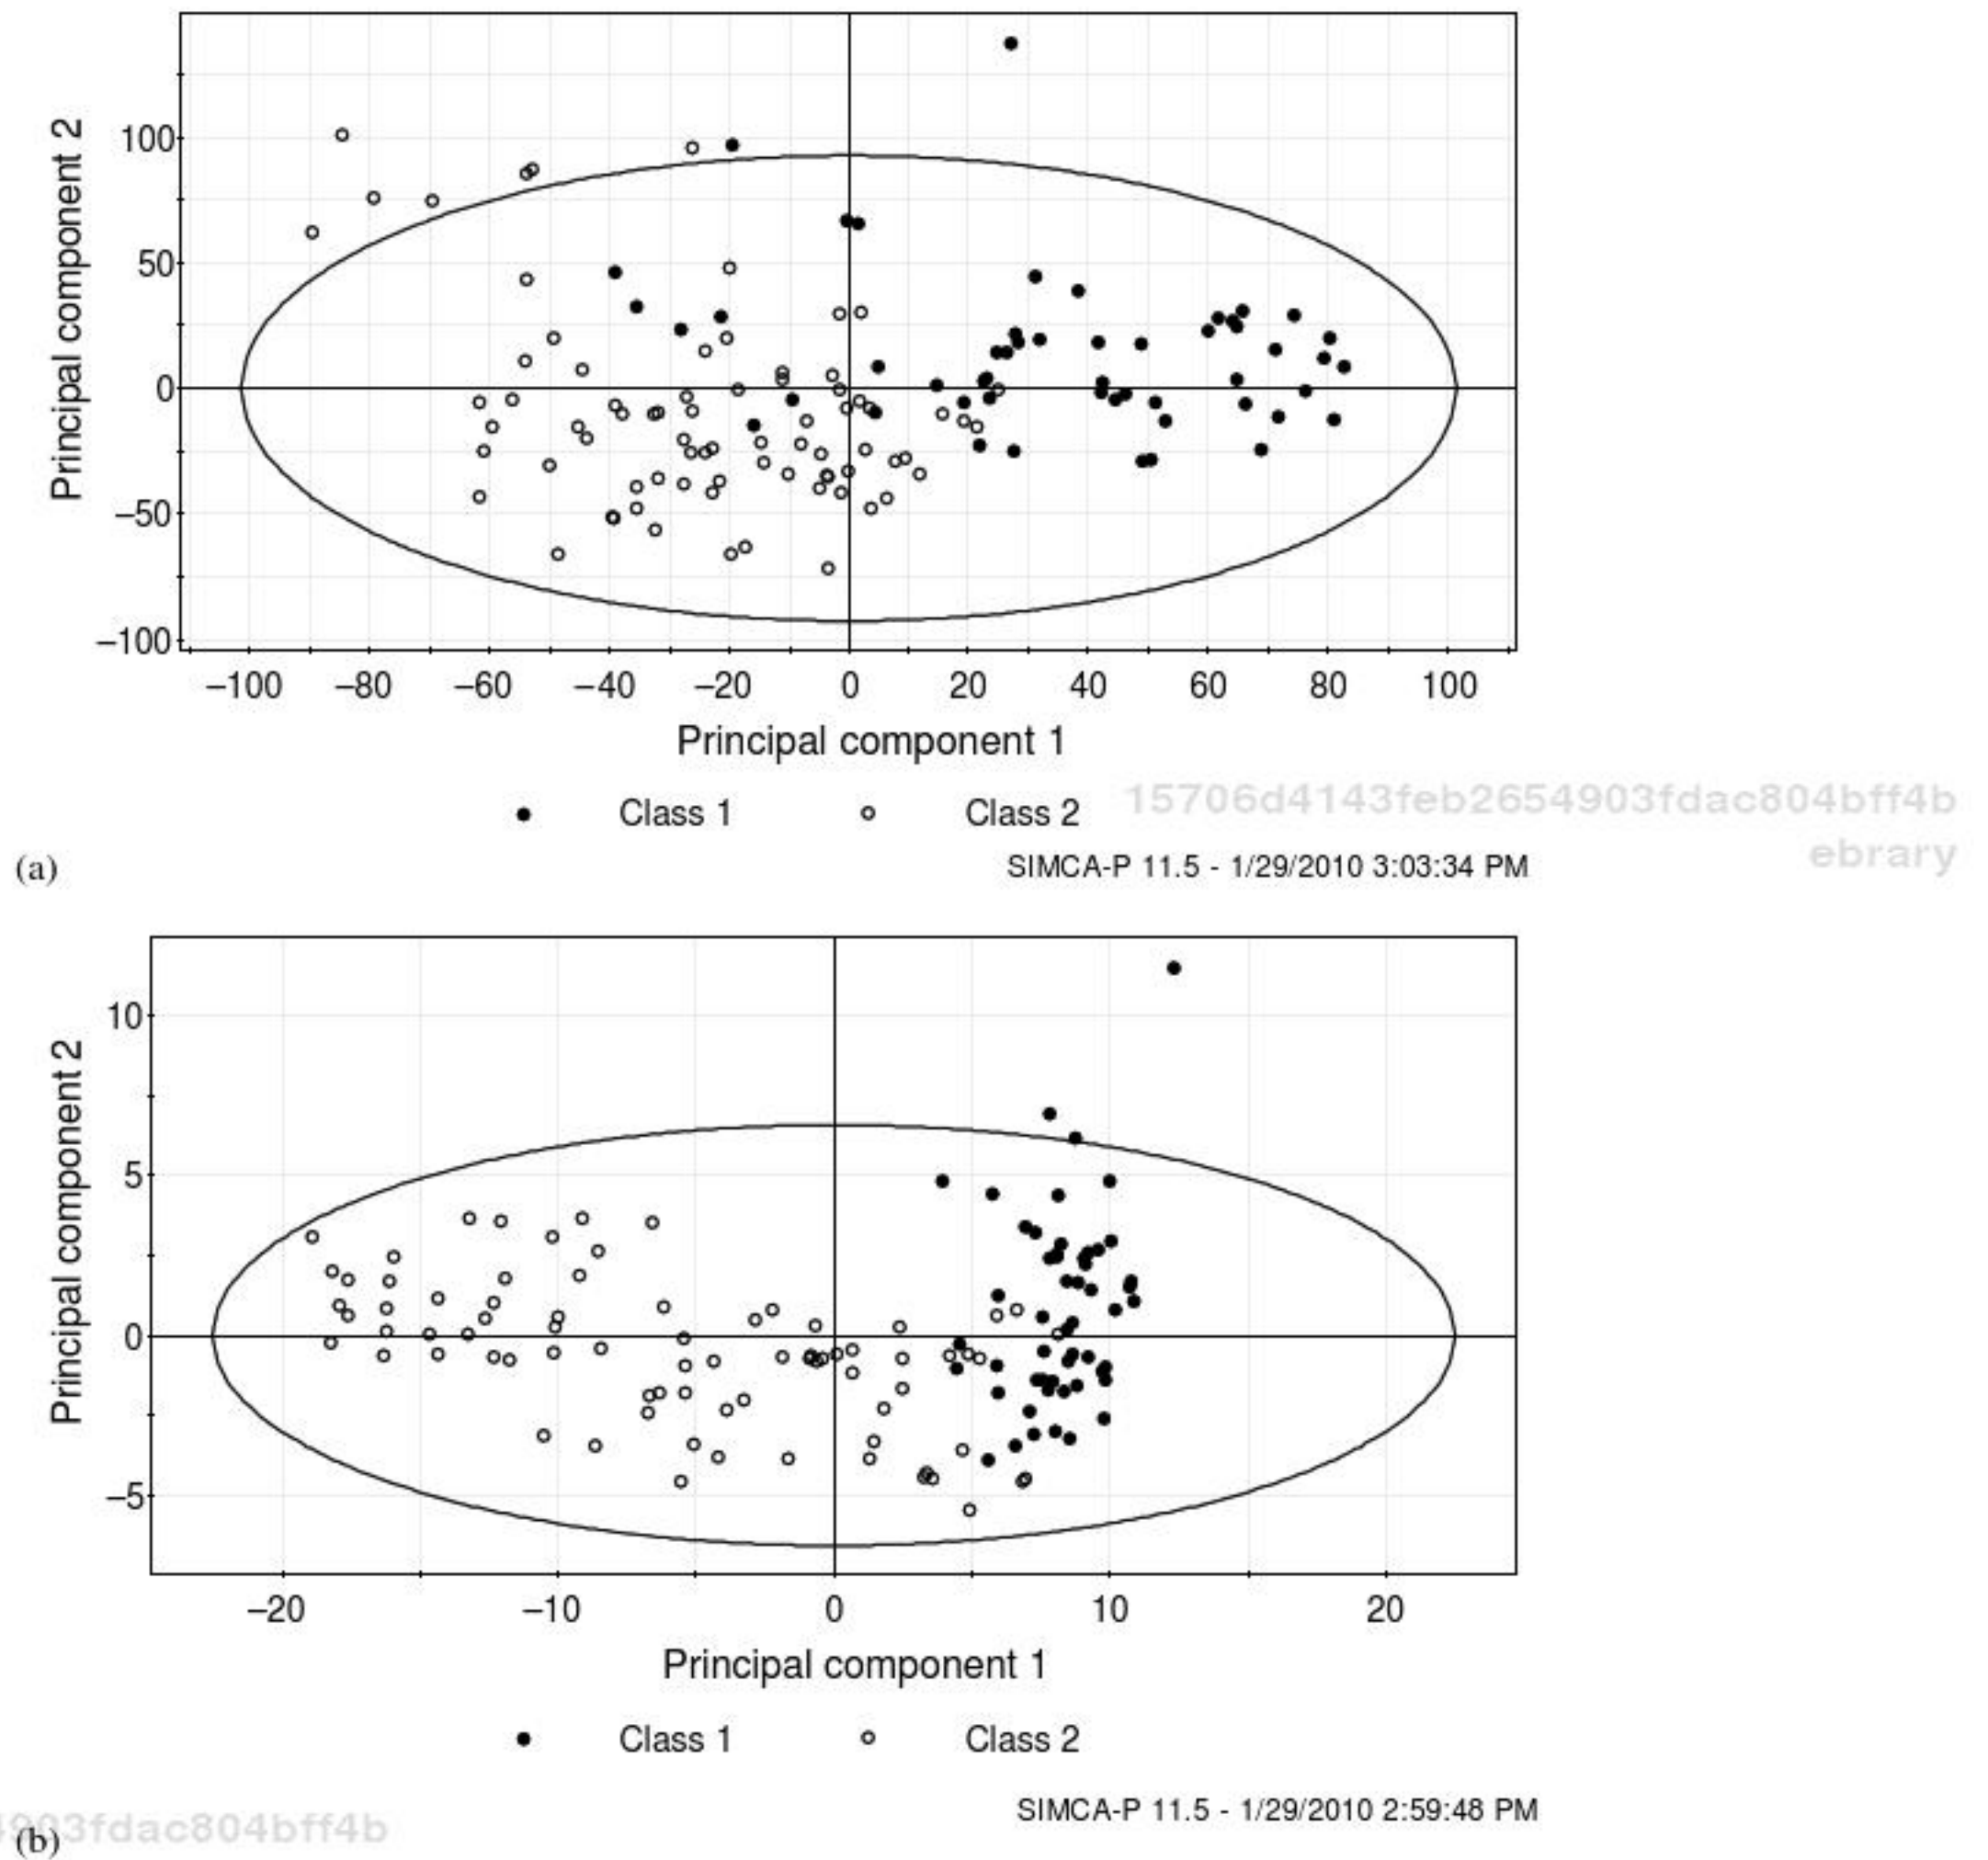 Principal component 2
100
50
0
−50
−100
−100 −80 −60 −40 −20 0 20 40 60 80 100
Principal component 1
Class 1 Class 2
15706d4143feb2654903fdac804bff4b
ebrary
(a)
SIMCA-P 11.5 - 1/29/2010 3:03:34 PM
Principal component 2
10
5
0
−5
−20 −10 0 10 20
Principal component 1
Class 1 Class 2
SIMCA-P 11.5 - 1/29/2010 2:59:48 PM
4903fdac804bff4b
(b)